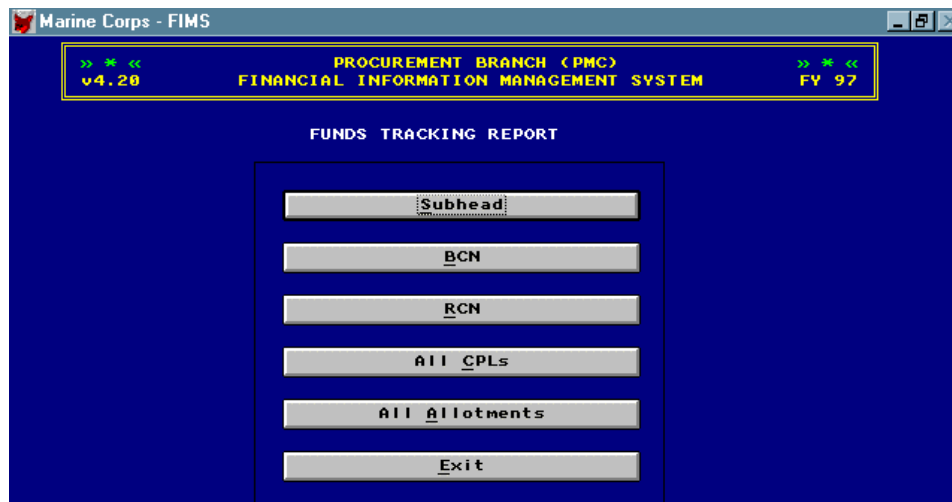 Marine Corps - FIMS
» * « PROCUREMENT BRANCH (PMC) » * «
v4.20 FINANCIAL INFORMATION MANAGEMENT SYSTEM FY 97
FUNDS TRACKING REPORT
Subhead
BCN
RCN
All CPLs
All Allotments
Exit